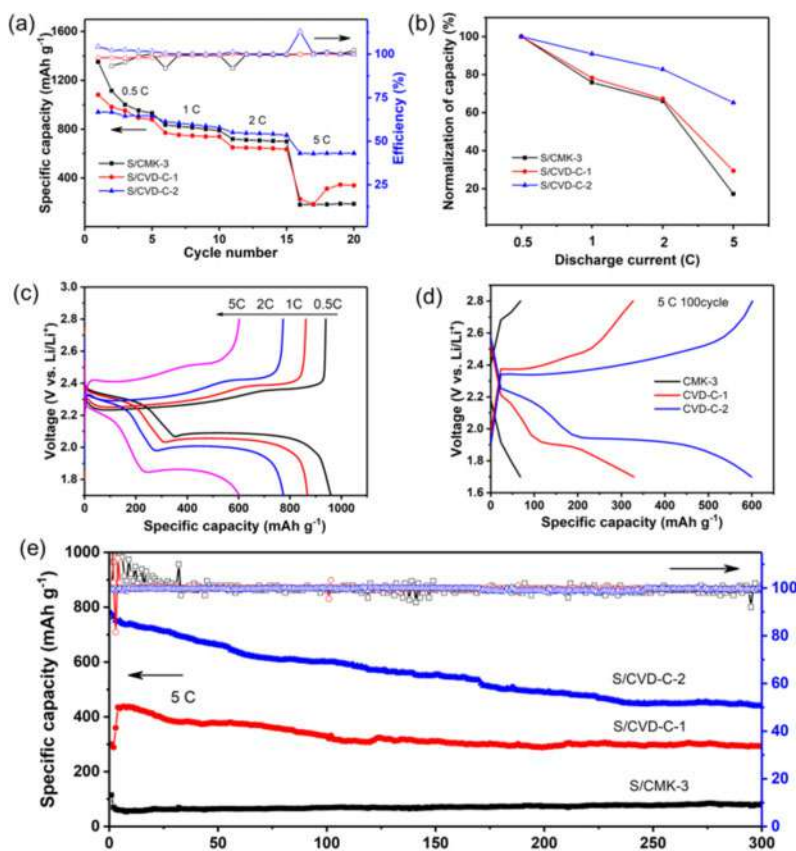 (a)
Specific capacity (mAh g⁻¹)
1600
1200
800
400
0.5 C
1 C
2 C
5 C
S/CMK-3
S/CVD-C-1
S/CVD-C-2
0 5 10 15 20
Cycle number
100
75
50
25
Efficiency (%)
(b)
Normalization of capacity (%)
100
80
60
40
20
S/CMK-3
S/CVD-C-1
S/CVD-C-2
0.5 1 2 5
Discharge current (C)
(c)
Voltage (V vs. Li/Li⁺)
3.0
2.8
2.6
2.4
2.2
2.0
1.8
5C 2C 1C 0.5C
0 200 400 600 800 1000
Specific capacity (mAh g⁻¹)
(d)
Voltage (V vs. Li/Li⁺)
2.8
2.6
2.4
2.2
2.0
1.8
1.6
5 C 100cycle
CMK-3
CVD-C-1
CVD-C-2
0 100 200 300 400 500 600
Specific capacity (mAh g⁻¹)
(e)
Specific capacity (mAh g⁻¹)
1000
800
600
400
200
0
5 C
S/CVD-C-2
S/CVD-C-1
S/CMK-3
100
80
60
40
20
0
0 50 100 150 200 250 300